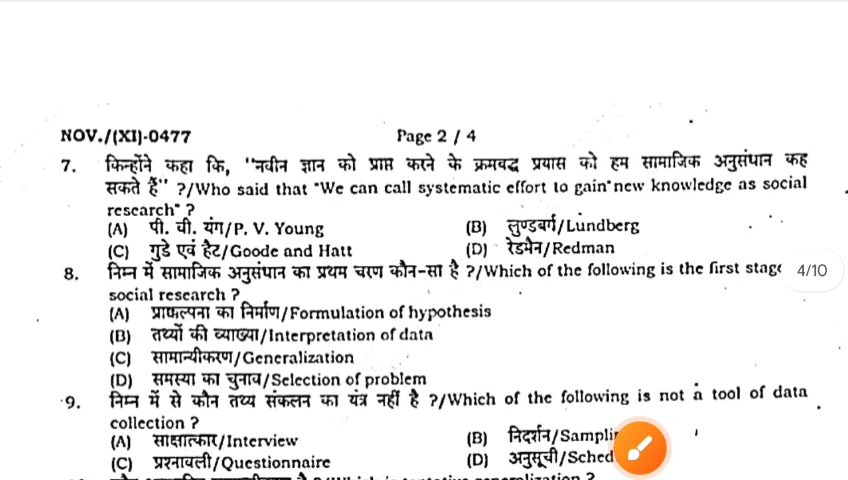 NOV./(XI)-0477 Page 2 / 4
7. किन्होंने कहा कि, "नवीन ज्ञान को प्राप्त करने के क्रमबद्ध प्रयास को हम सामाजिक अनुसंधान कह
सकते हैं" ?/Who said that "We can call systematic effort to gain new knowledge as social
research" ?
(A) पी. वी. यंग/P. V. Young (B) लुण्डबर्ग/Lundberg
(C) गुडे एवं हैट/Goode and Hatt (D) रेडमैन/Redman
8. निम्न में सामाजिक अनुसंधान का प्रथम चरण कौन-सा है ?/Which of the following is the first stage
4/10
social research ?
(A) प्राक्कल्पना का निर्माण/Formulation of hypothesis
(B) तथ्यों की व्याख्या/Interpretation of data
(C) सामान्यीकरण/Generalization
(D) समस्या का चुनाव/Selection of problem
9. निम्न में से कौन तथ्य संकलन का यंत्र नहीं है ?/Which of the following is not a tool of data
collection ?
(A) साक्षात्कार/Interview (B) निदर्शन/Samplin
(C) प्रश्नावली/Questionnaire (D) अनुसूची/Sched